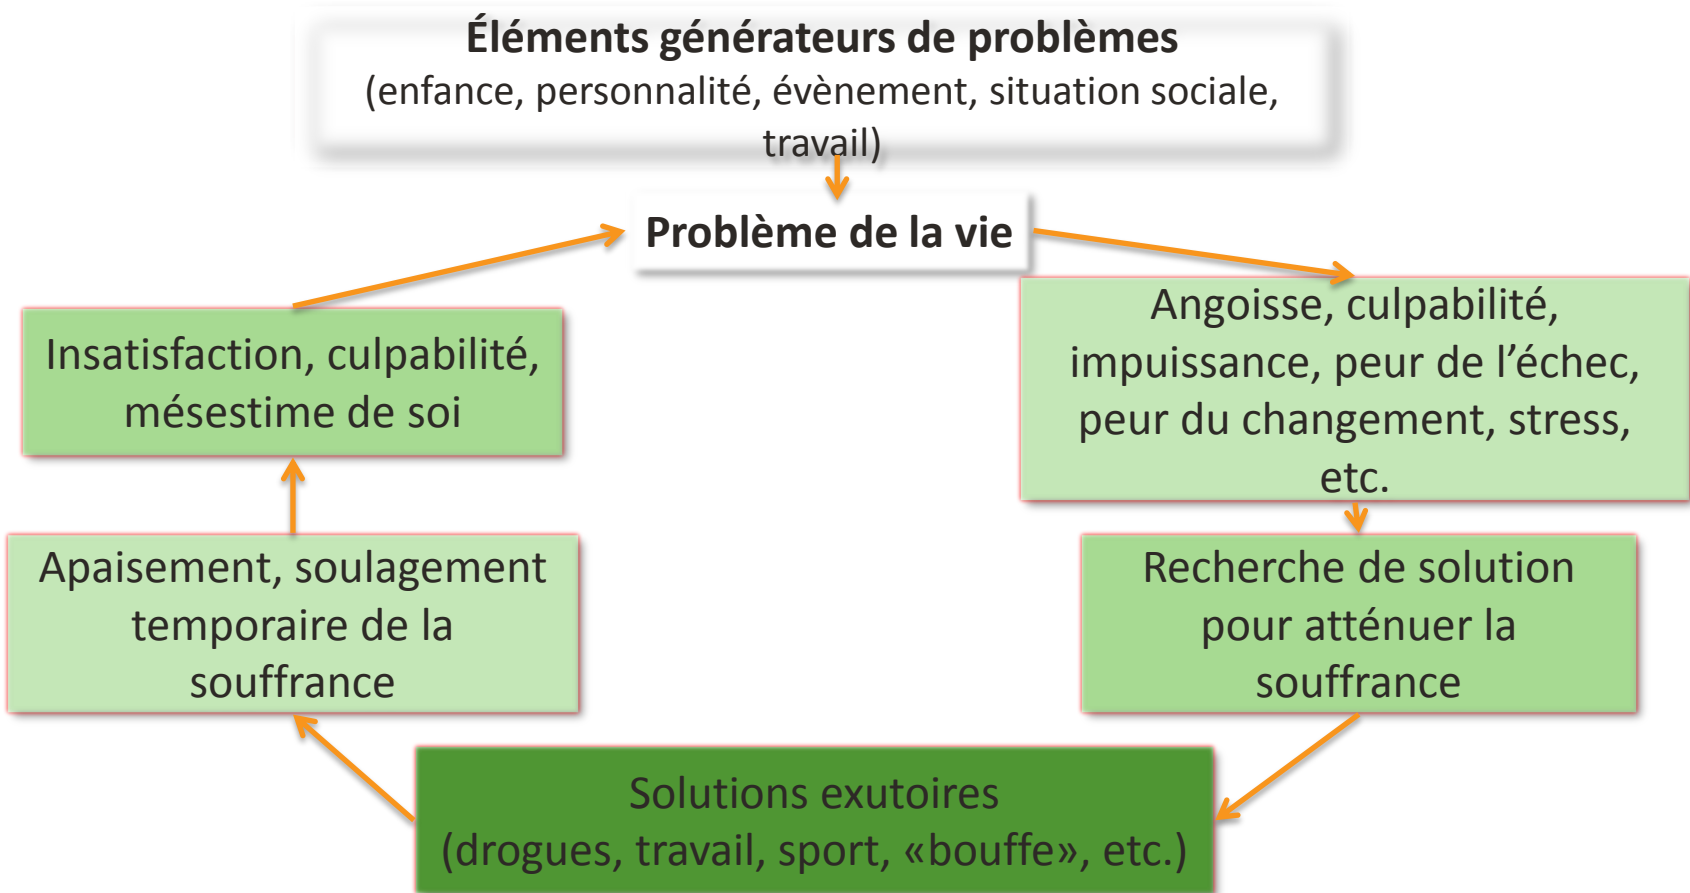 Éléments générateurs de problèmes
(enfance, personnalité, évènement, situation sociale,
travail)
Problème de la vie
Angoisse, culpabilité,
impuissance, peur de l’échec,
peur du changement, stress,
etc.
Recherche de solution
pour atténuer la
souffrance
Solutions exutoires
(drogues, travail, sport, «bouffe», etc.)
Apaisement, soulagement
temporaire de la
souffrance
Insatisfaction, culpabilité,
mésestime de soi